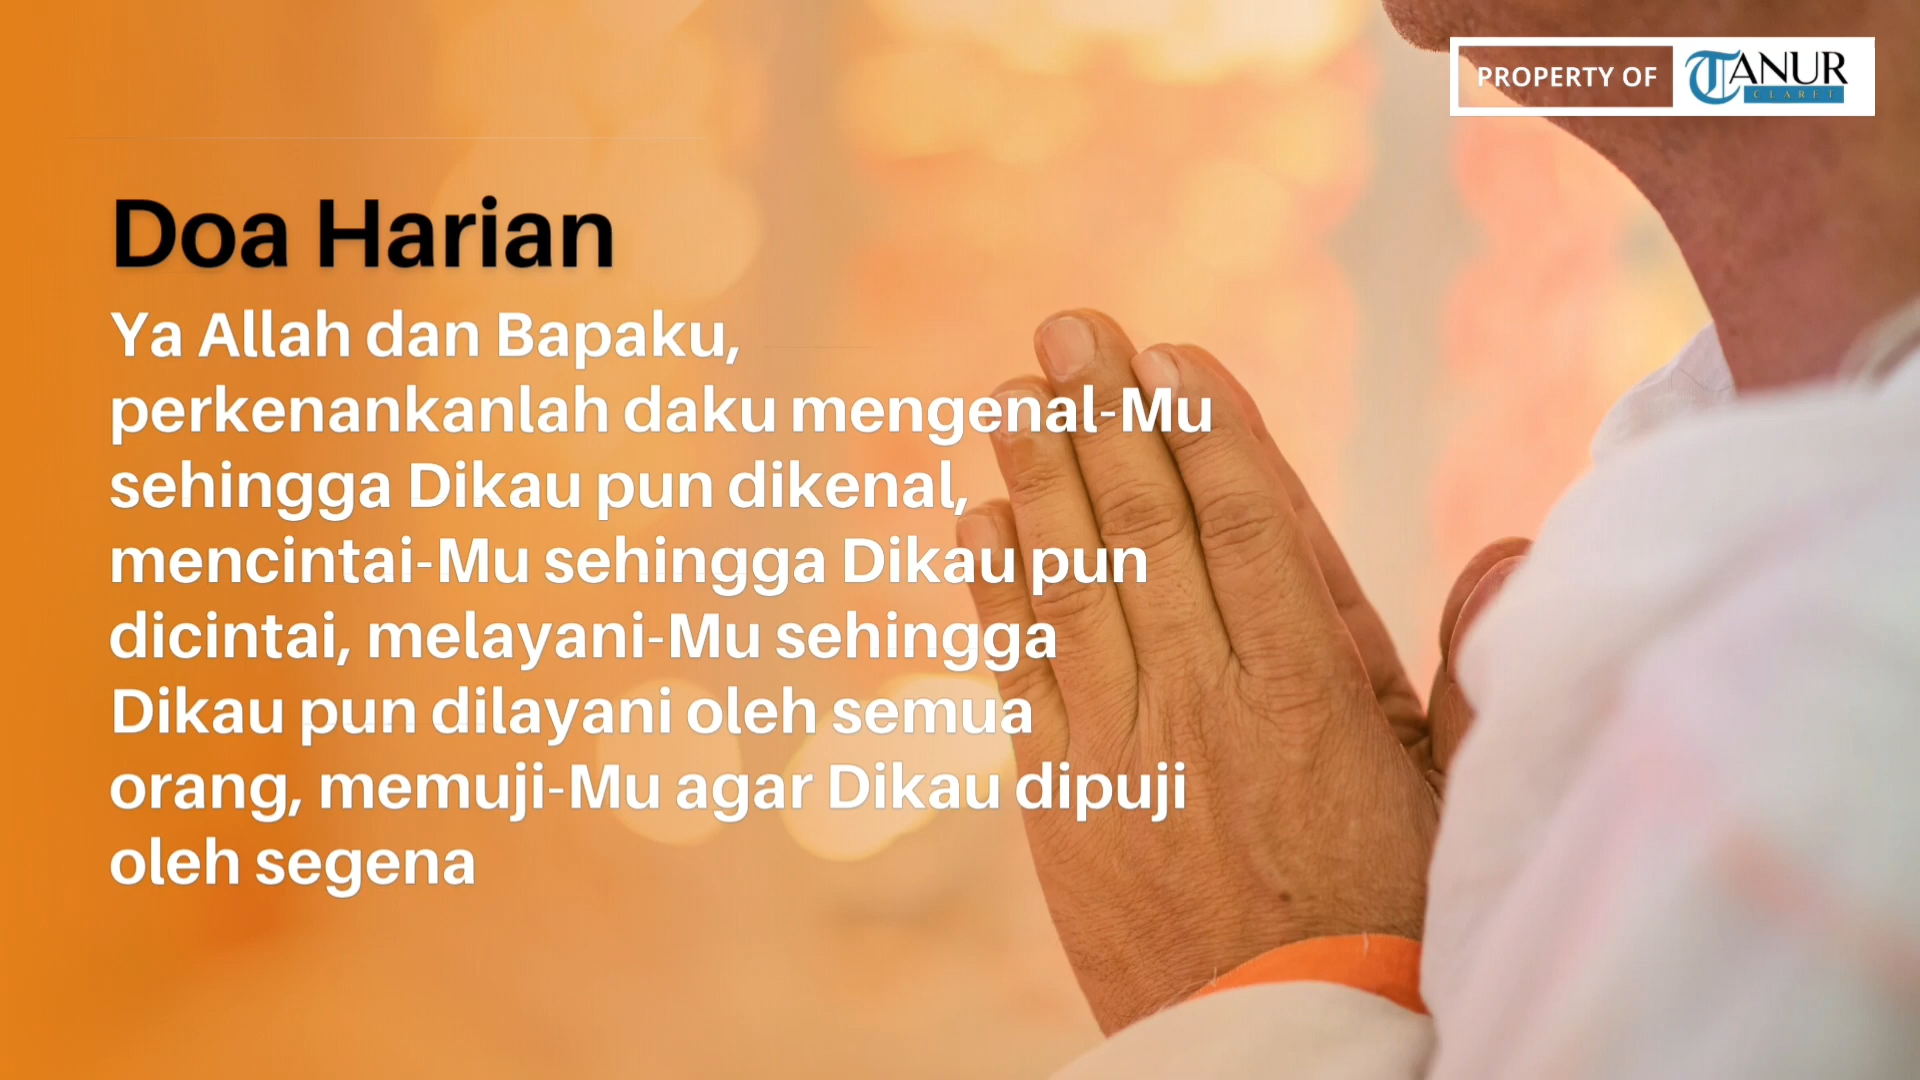 PROPERTY OF
TANUR
CLARET
Doa Harian
Ya Allah dan Bapaku,
perkenankanlah daku mengenal-Mu
sehingga Dikau pun dikenal,
mencintai-Mu sehingga Dikau pun
dicintai, melayani-Mu sehingga
Dikau pun dilayani oleh semua
orang, memuji-Mu agar Dikau dipuji
oleh segena